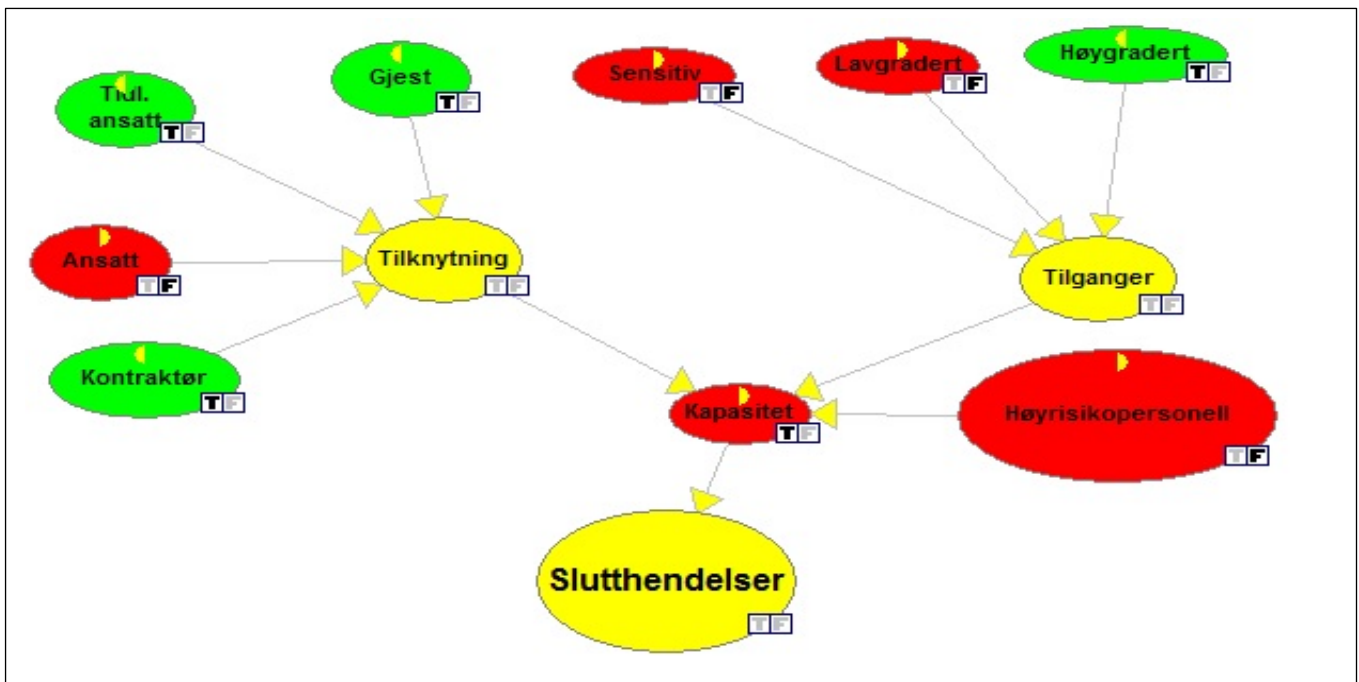 Gjest
Sensitiv
Lavgradert
Høygradert
T F
T F
T F
T F
Tidl.
ansatt
T F
Ansatt
T F
Tilknytning
T F
Tilganger
T F
Kontraktør
T F
Kapasitet
T F
Høyrisikopersonell
T F
Slutthendelser
T F